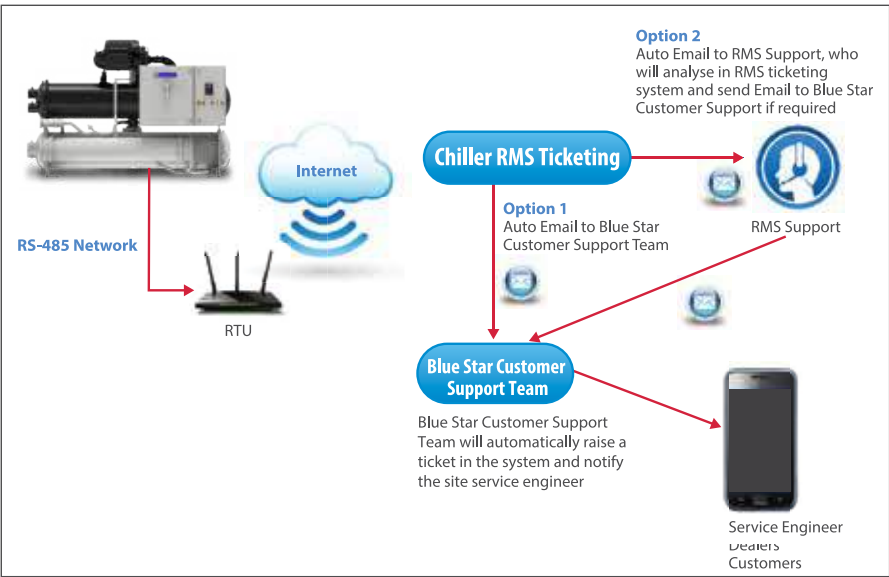 Option 2
Auto Email to RMS Support, who
will analyse in RMS ticketing
system and send Email to Blue Star
Customer Support if required
Chiller RMS Ticketing
Internet
Option 1
Auto Email to Blue Star
Customer Support Team
RMS Support
RS-485 Network
RTU
Blue Star Customer
Support Team
Blue Star Customer Support
Team will automatically raise a
ticket in the system and notify
the site service engineer
Service Engineer
Dealers
Customers